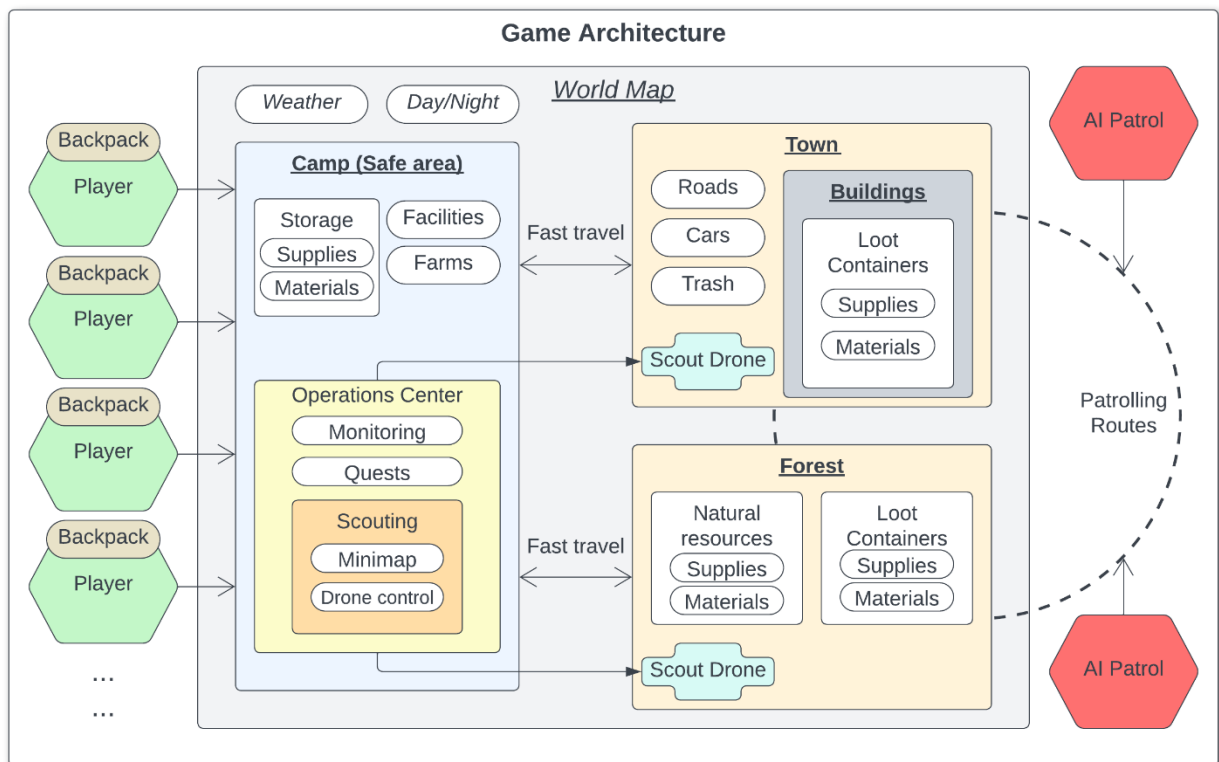 Game Architecture
World Map
Weather
Day/Night
Backpack
Player
Backpack
Player
Backpack
Player
Backpack
Player
...
...
Camp (Safe area)
Storage
Supplies
Materials
Facilities
Farms
Operations Center
Monitoring
Quests
Scouting
Minimap
Drone control
Fast travel
Fast travel
Town
Roads
Cars
Trash
Scout Drone
Buildings
Loot
Containers
Supplies
Materials
Forest
Natural
resources
Supplies
Materials
Loot
Containers
Supplies
Materials
Scout Drone
AI Patrol
Patrolling
Routes
AI Patrol